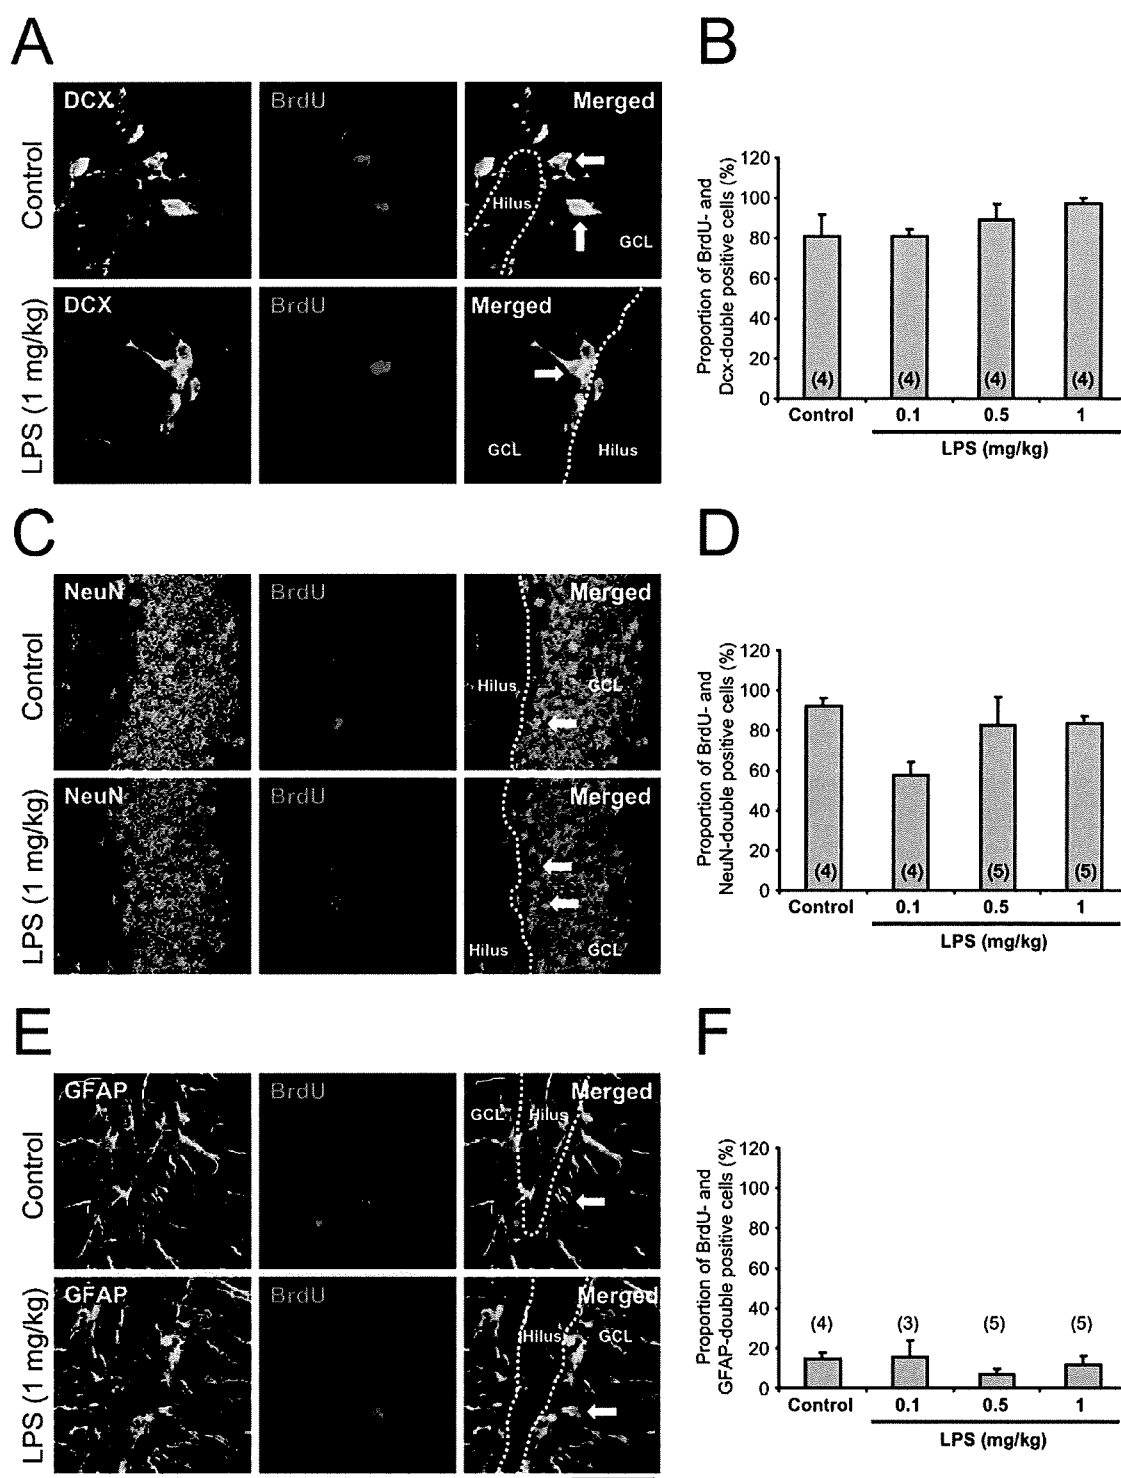 A
Control
DCX
BrdU
Merged
Hilus
GCL
LPS (1 mg/kg)
DCX
BrdU
Merged
GCL
Hilus
B
Proportion of BrdU- and
Dcx-double positive cells (%)
120
100
80
60
40
20
0
(4)
(4)
(4)
(4)
Control
0.1
0.5
1
LPS (mg/kg)
C
Control
NeuN
BrdU
Merged
Hilus
GCL
LPS (1 mg/kg)
NeuN
BrdU
Merged
Hilus
GCL
D
Proportion of BrdU- and
NeuN-double positive cells (%)
120
100
80
60
40
20
0
(4)
(4)
(5)
(5)
Control
0.1
0.5
1
LPS (mg/kg)
E
Control
GFAP
BrdU
Merged
GCL
Hilus
LPS (1 mg/kg)
GFAP
BrdU
Merged
Hilus
GCL
F
Proportion of BrdU- and
GFAP-double positive cells (%)
120
100
80
60
40
20
0
(4)
(3)
(5)
(5)
Control
0.1
0.5
1
LPS (mg/kg)